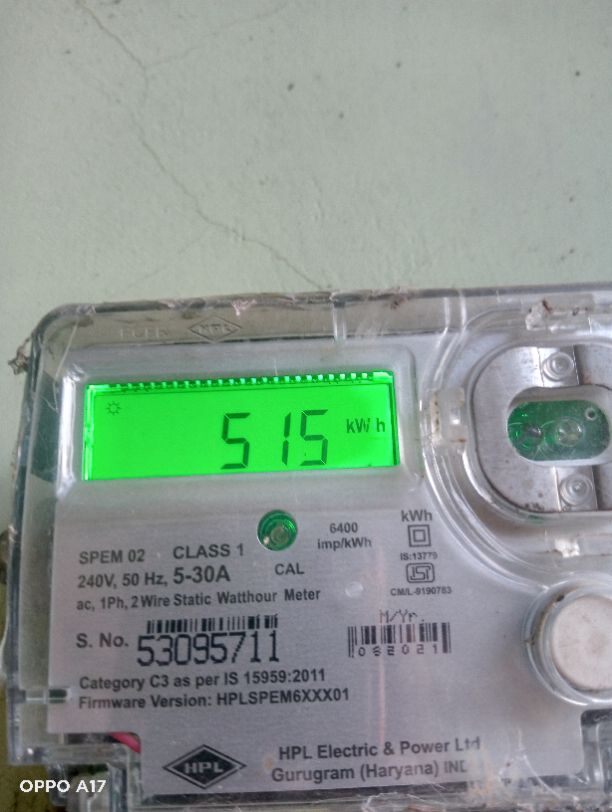 HPL
515 kWh
6400
imp/kWh
kWh
IS:13779
SPEM 02 CLASS 1
240V, 50 Hz, 5-30A
CAL
CM/L-9190783
ac, 1Ph, 2 Wire Static Watthour Meter
S. No. 53095711
M/Yr.
062021
Category C3 as per IS 15959:2011
Firmware Version: HPLSPEM6XXX01
HPL
HPL Electric & Power Ltd
Gurugram (Haryana)
OPPO A17